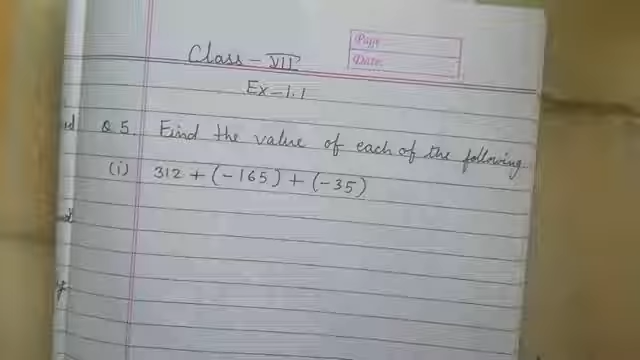 Page
Date:
Class - VII
Ex - 1.1
Q 5. Find the value of each of the following
(i) 312 + (-165) + (-35)